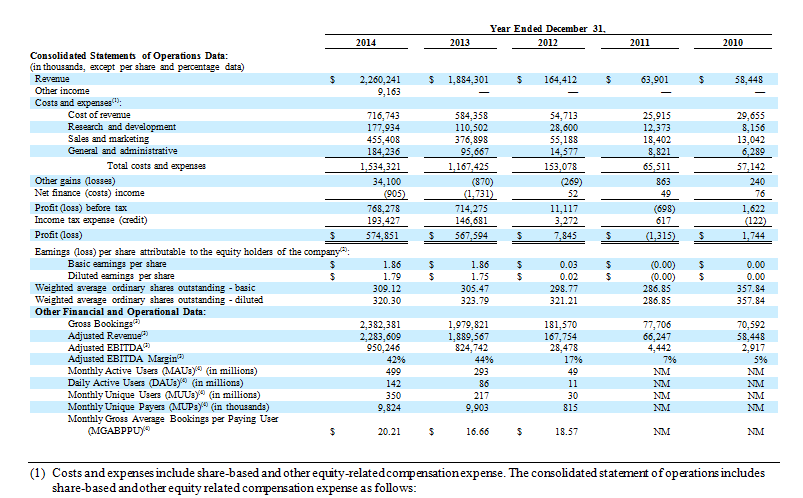 Year Ended December 31,
2014 2013 2012 2011 2010
Consolidated Statements of Operations Data:
(in thousands, except per share and percentage data)
Revenue $ 2,260,241 $ 1,884,301 $ 164,412 $ 63,901 $ 58,448
Other income 9,163 — — — —
Costs and expenses(1):
Cost of revenue 716,743 584,358 54,713 25,915 29,655
Research and development 177,934 110,502 28,600 12,373 8,156
Sales and marketing 455,408 376,898 55,188 18,402 13,042
General and administrative 184,236 95,667 14,577 8,821 6,289
Total costs and expenses 1,534,321 1,167,425 153,078 65,511 57,142
Other gains (losses) 34,100 (870) (269) 863 240
Net finance (costs) income (905) (1,731) 52 49 76
Profit (loss) before tax 768,278 714,275 11,117 (698) 1,622
Income tax expense (credit) 193,427 146,681 3,272 617 (122)
Profit (loss) $ 574,851 $ 567,594 $ 7,845 $ (1,315) $ 1,744
Earnings (loss) per share attributable to the equity holders of the company(2):
Basic earnings per share $ 1.86 $ 1.86 $ 0.03 $ (0.00) $ 0.00
Diluted earnings per share $ 1.79 $ 1.75 $ 0.02 $ (0.00) $ 0.00
Weighted average ordinary shares outstanding - basic 309.12 305.47 298.77 286.85 357.84
Weighted average ordinary shares outstanding - diluted 320.30 323.79 321.21 286.85 357.84
Other Financial and Operational Data:
Gross Bookings(3) 2,382,381 1,979,821 181,570 77,706 70,592
Adjusted Revenue(3) 2,283,609 1,889,567 167,754 66,247 58,448
Adjusted EBITDA(3) 950,246 824,742 28,478 4,442 2,917
Adjusted EBITDA Margin(3) 42% 44% 17% 7% 5%
Monthly Active Users (MAUs)(4) (in millions) 499 293 49 NM NM
Daily Active Users (DAUs)(4) (in millions) 142 86 11 NM NM
Monthly Unique Users (MUUs)(4) (in millions) 350 217 30 NM NM
Monthly Unique Payers (MUPs)(4) (in thousands) 9,824 9,903 815 NM NM
Monthly Gross Average Bookings per Paying User
(MGABPPU)(4) $ 20.21 $ 16.66 $ 18.57 NM NM
(1) Costs and expenses include share-based and other equity-related compensation expense. The consolidated statement of operations includes
share-based and other equity related compensation expense as follows: